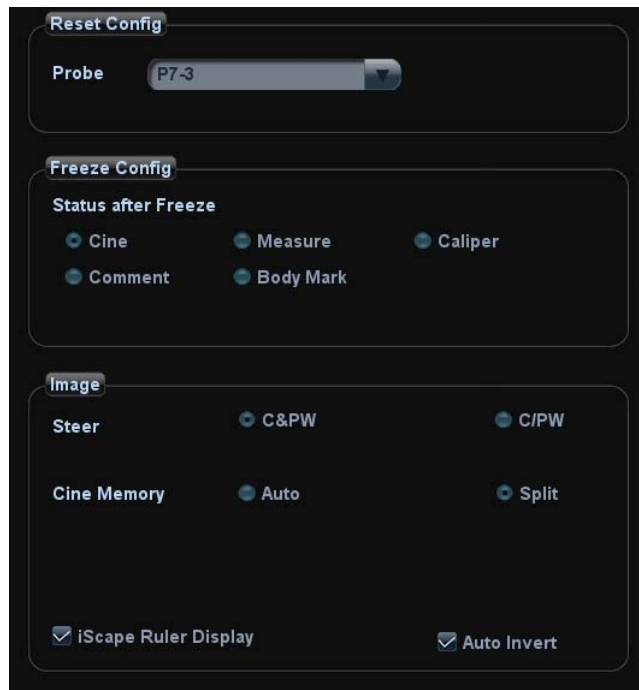 Reset Config
Probe P7-3
Freeze Config
Status after Freeze
Cine Measure Caliper
Comment Body Mark
Image
Steer C&PW C/PW
Cine Memory Auto Split
iScape Ruler Display Auto Invert